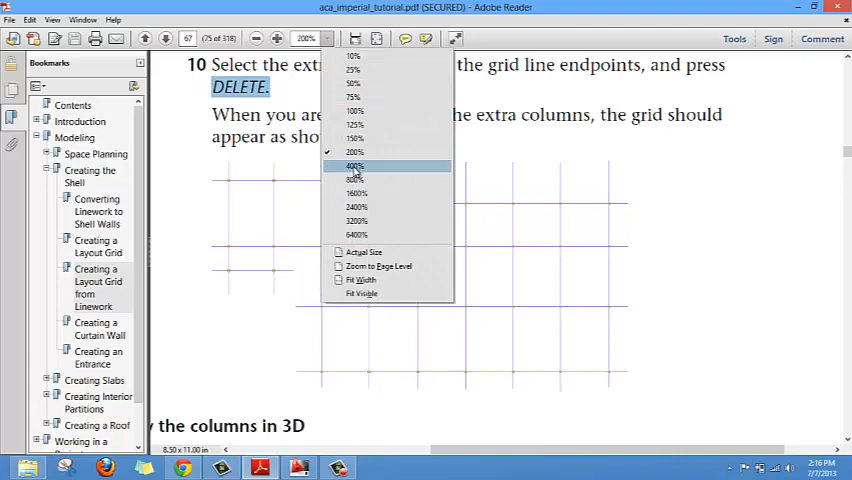 aca_imperial_tutorial.pdf (SECURED) - Adobe Reader
File Edit View Window Help
67 (75 of 318) 200% Tools Sign Comment
Bookmarks
Contents
Introduction
Modeling
Space Planning
Creating the
Shell
Converting
Linework to
Shell Walls
Creating a
Layout Grid
Creating a
Layout Grid
from
Linework
Creating a
Curtain Wall
Creating an
Entrance
Creating Slabs
Creating Interior
Partitions
Creating a Roof
Working in a
10%
25%
50%
75%
100%
125%
150%
200%
400%
800%
1600%
2400%
3200%
6400%
Actual Size
Zoom to Page Level
Fit Width
Fit Visible
10 Select the ext the grid line endpoints, and press
DELETE.
When you are the extra columns, the grid should
appear as sho
y the columns in 3D
8.50 x 11.00 in
2:16 PM
7/7/2013